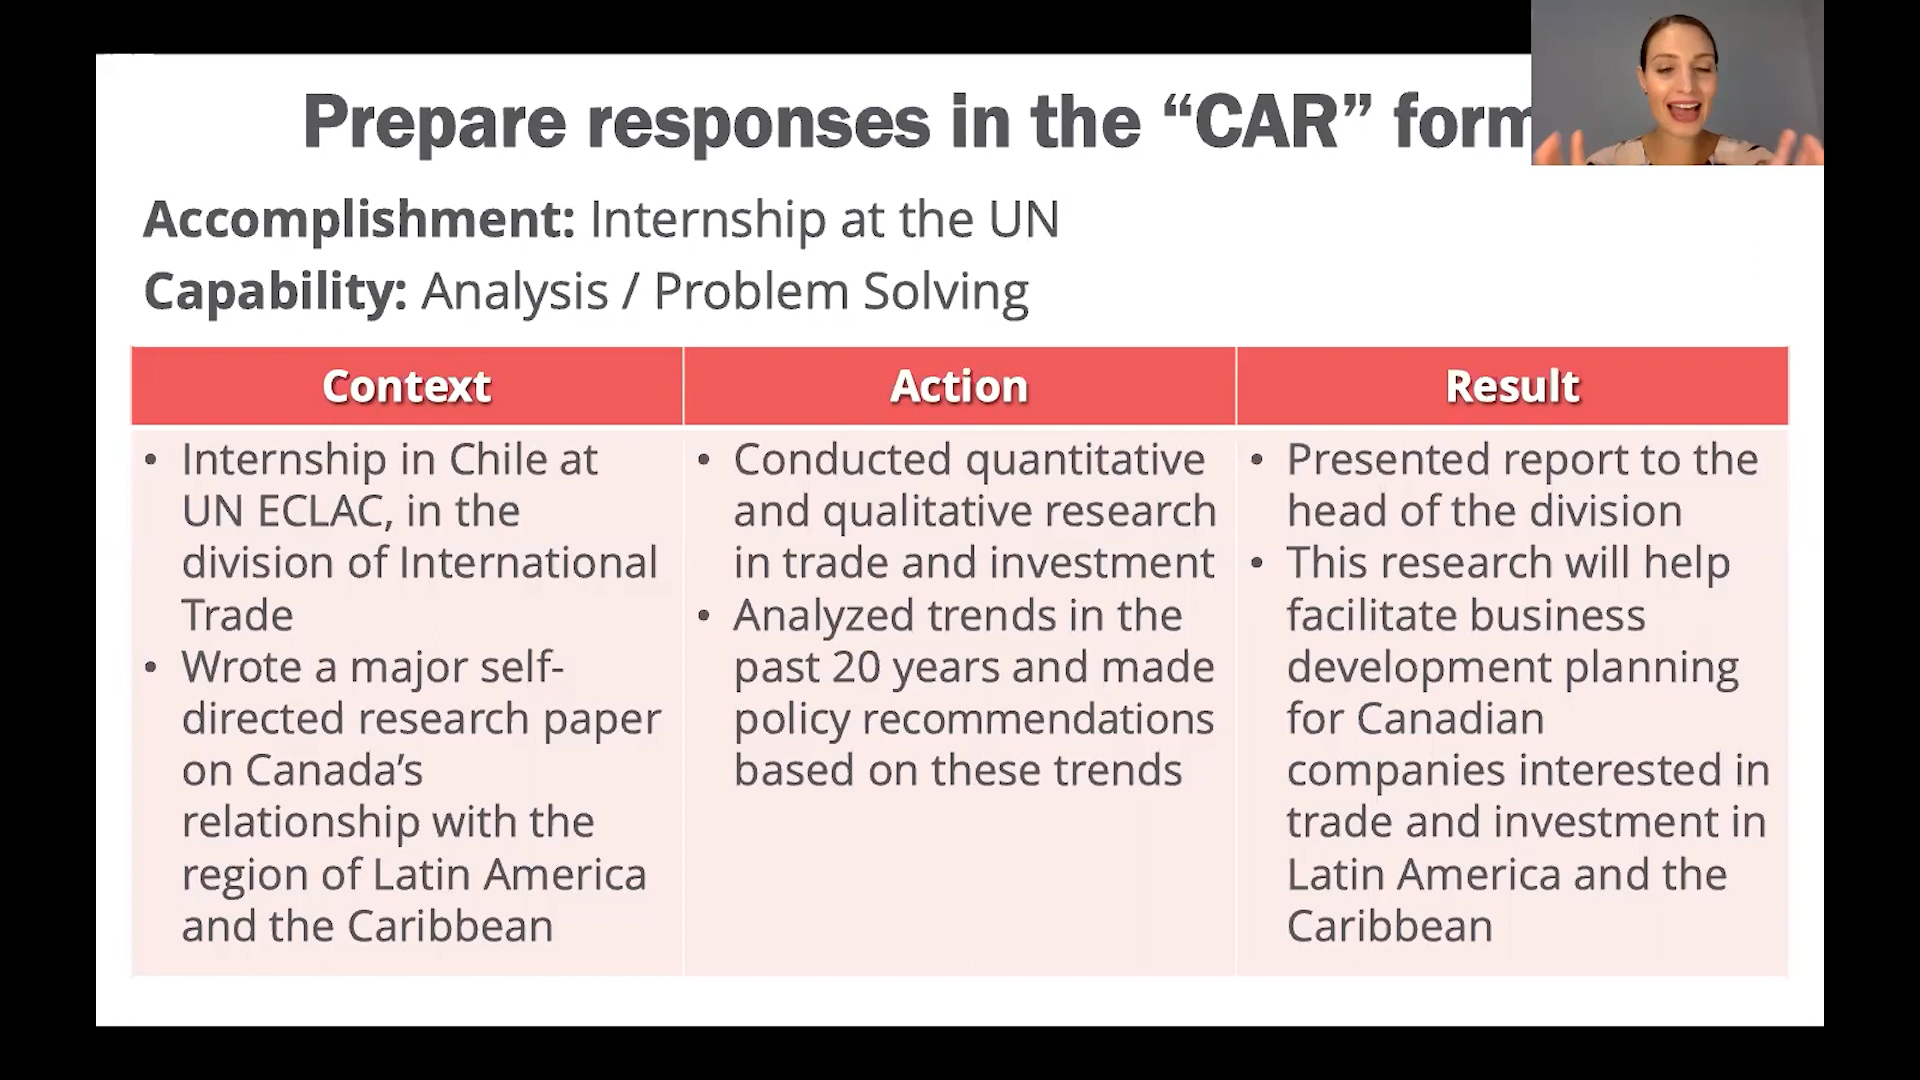 Prepare responses in the “CAR” form
Accomplishment: Internship at the UN
Capability: Analysis / Problem Solving
Context
Action
Result
• Internship in Chile at
UN ECLAC, in the
division of International
Trade
• Wrote a major self-
directed research paper
on Canada’s
relationship with the
region of Latin America
and the Caribbean
• Conducted quantitative
and qualitative research
in trade and investment
• Analyzed trends in the
past 20 years and made
policy recommendations
based on these trends
• Presented report to the
head of the division
• This research will help
facilitate business
development planning
for Canadian
companies interested in
trade and investment in
Latin America and the
Caribbean